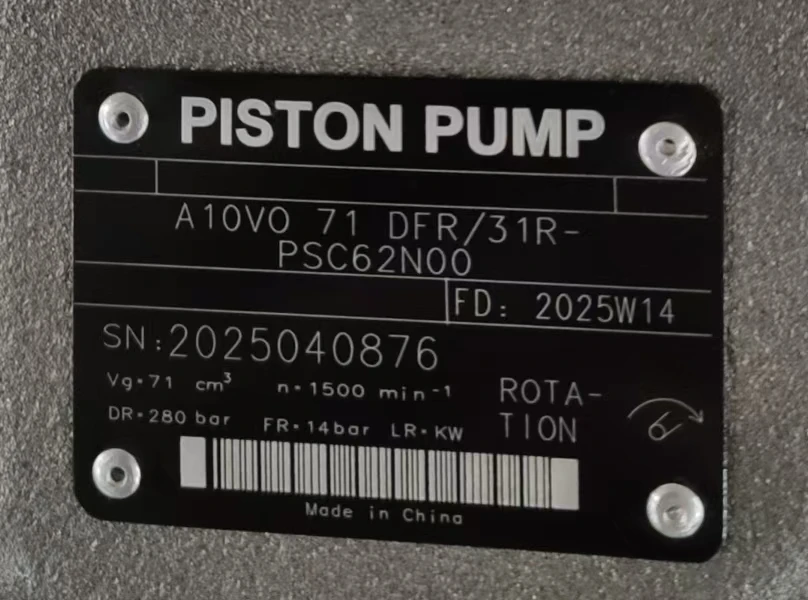 PISTON PUMP
A10VO 71 DFR/31R-
PSC62N00
FD: 2025W14
SN:2025040876
Vg=71 cm³ n=1500 min⁻¹
DR=280 bar FR=14bar LR=KW
ROTA-
TION
Made in China